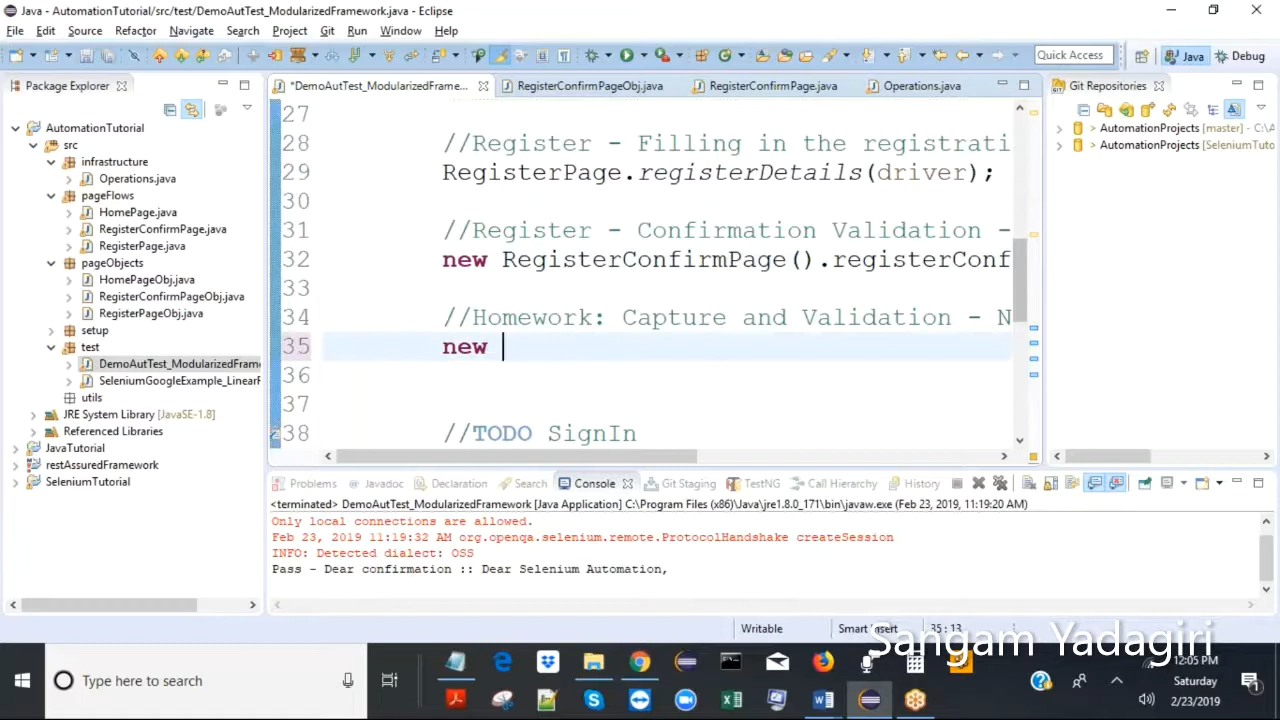 Java - AutomationTutorial/src/test/DemoAutTest_ModularizedFramework.java - Eclipse
File Edit Source Refactor Navigate Search Project Git Run Window Help
Quick Access
Java
Debug
Package Explorer
*DemoAutTest_ModularizedFrame...
RegisterConfirmPageObj.java
RegisterConfirmPage.java
Operations.java
Git Repositories
AutomationTutorial
src
infrastructure
Operations.java
pageFlows
HomePage.java
RegisterConfirmPage.java
RegisterPage.java
pageObjects
HomePageObj.java
RegisterConfirmPageObj.java
RegisterPageObj.java
setup
test
DemoAutTest_ModularizedFrame
SeleniumGoogleExample_LinearF
utils
JRE System Library [JavaSE-1.8]
Referenced Libraries
JavaTutorial
restAssuredFramework
SeleniumTutorial
27
28 //Register - Filling in the registrati
29 RegisterPage.registerDetails(driver);
30
31 //Register - Confirmation Validation -
32 new RegisterConfirmPage().registerConf
33
34 //Homework: Capture and Validation - N
35 new
36
37
38 //TODO SignIn
> AutomationProjects [master] - C:\A
> AutomationProjects [SeleniumTuto
Problems @ Javadoc Declaration Search Console Git Staging TestNG Call Hierarchy History
<terminated> DemoAutTest_ModularizedFramework [Java Application] C:\Program Files (x86)\Java\jre1.8.0_171\bin\javaw.exe (Feb 23, 2019, 11:19:20 AM)
Only local connections are allowed.
Feb 23, 2019 11:19:32 AM org.openqa.selenium.remote.ProtocolHandshake createSession
INFO: Detected dialect: OSS
Pass - Dear confirmation :: Dear Selenium Automation,
Writable
Smart Insert
35 : 13
Sangam Yadagiri
Type here to search
12:05 PM
Saturday
2/23/2019